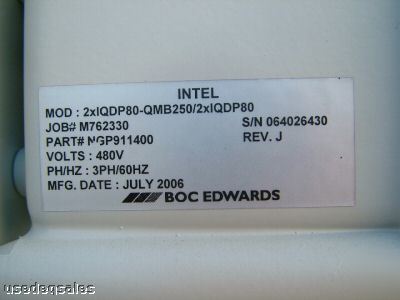 INTEL
MOD : 2xIQDP80-QMB250/2xIQDP80
JOB# M762330 S/N 064026430
PART# NGP911400 REV. J
VOLTS : 480V
PH/HZ : 3PH/60HZ
MFG. DATE : JULY 2006
BOC EDWARDS
usedeqsales